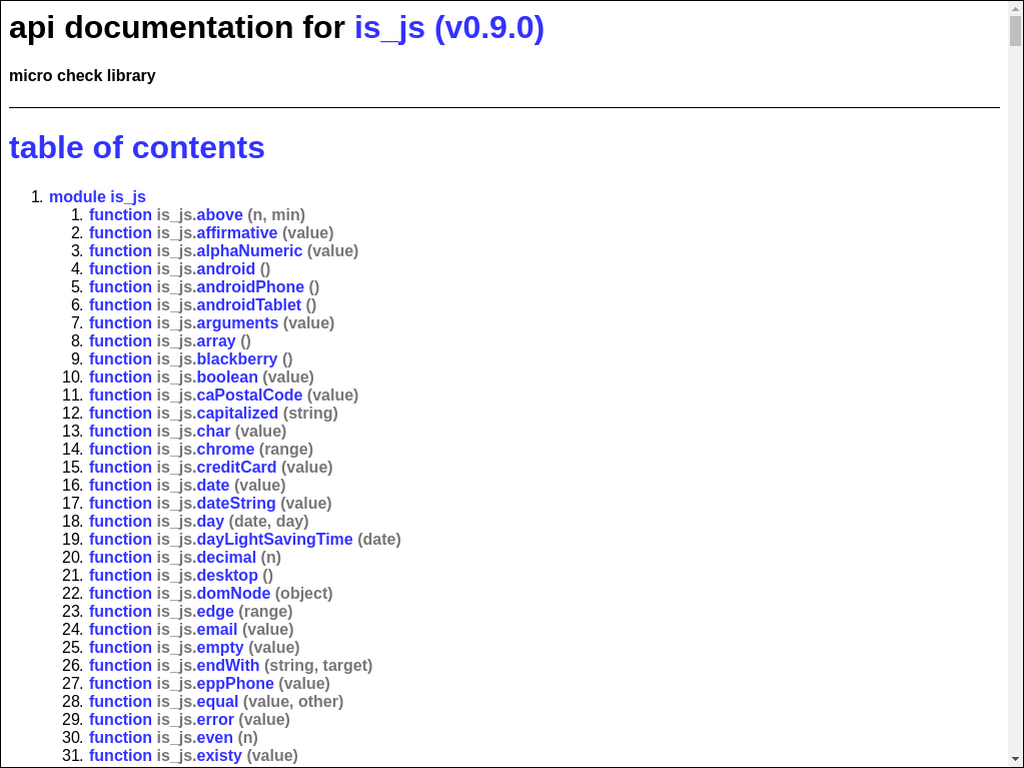 api documentation for is_js (v0.9.0)
micro check library
table of contents
1. module is_js
1. function is_js.above (n, min)
2. function is_js.affirmative (value)
3. function is_js.alphaNumeric (value)
4. function is_js.android ()
5. function is_js.androidPhone ()
6. function is_js.androidTablet ()
7. function is_js.arguments (value)
8. function is_js.array ()
9. function is_js.blackberry ()
10. function is_js.boolean (value)
11. function is_js.caPostalCode (value)
12. function is_js.capitalized (string)
13. function is_js.char (value)
14. function is_js.chrome (range)
15. function is_js.creditCard (value)
16. function is_js.date (value)
17. function is_js.dateString (value)
18. function is_js.day (date, day)
19. function is_js.dayLightSavingTime (date)
20. function is_js.decimal (n)
21. function is_js.desktop ()
22. function is_js.domNode (object)
23. function is_js.edge (range)
24. function is_js.email (value)
25. function is_js.empty (value)
26. function is_js.endWith (string, target)
27. function is_js.eppPhone (value)
28. function is_js.equal (value, other)
29. function is_js.error (value)
30. function is_js.even (n)
31. function is_js.existy (value)